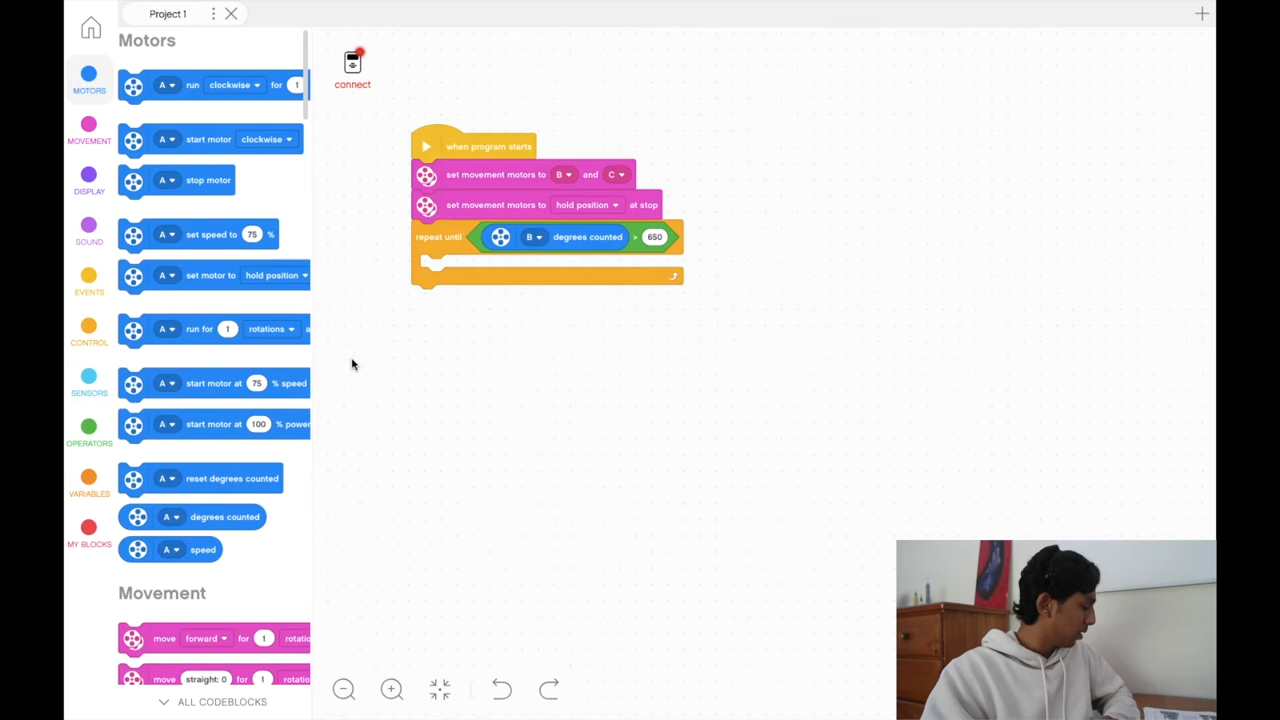 Project 1
Motors
connect
MOTORS
MOVEMENT
DISPLAY
SOUND
EVENTS
CONTROL
SENSORS
OPERATORS
VARIABLES
MY BLOCKS
A run clockwise for 1
A start motor clockwise
A stop motor
A set speed to 75 %
A set motor to hold position
A run for 1 rotations a
A start motor at 75 % speed
A start motor at 100 % power
A reset degrees counted
A degrees counted
A speed
Movement
move forward for 1 rotatio
move straight: 0 for 1 rotatio
ALL CODEBLOCKS
when program starts
set movement motors to B and C
set movement motors to hold position at stop
repeat until B degrees counted > 650